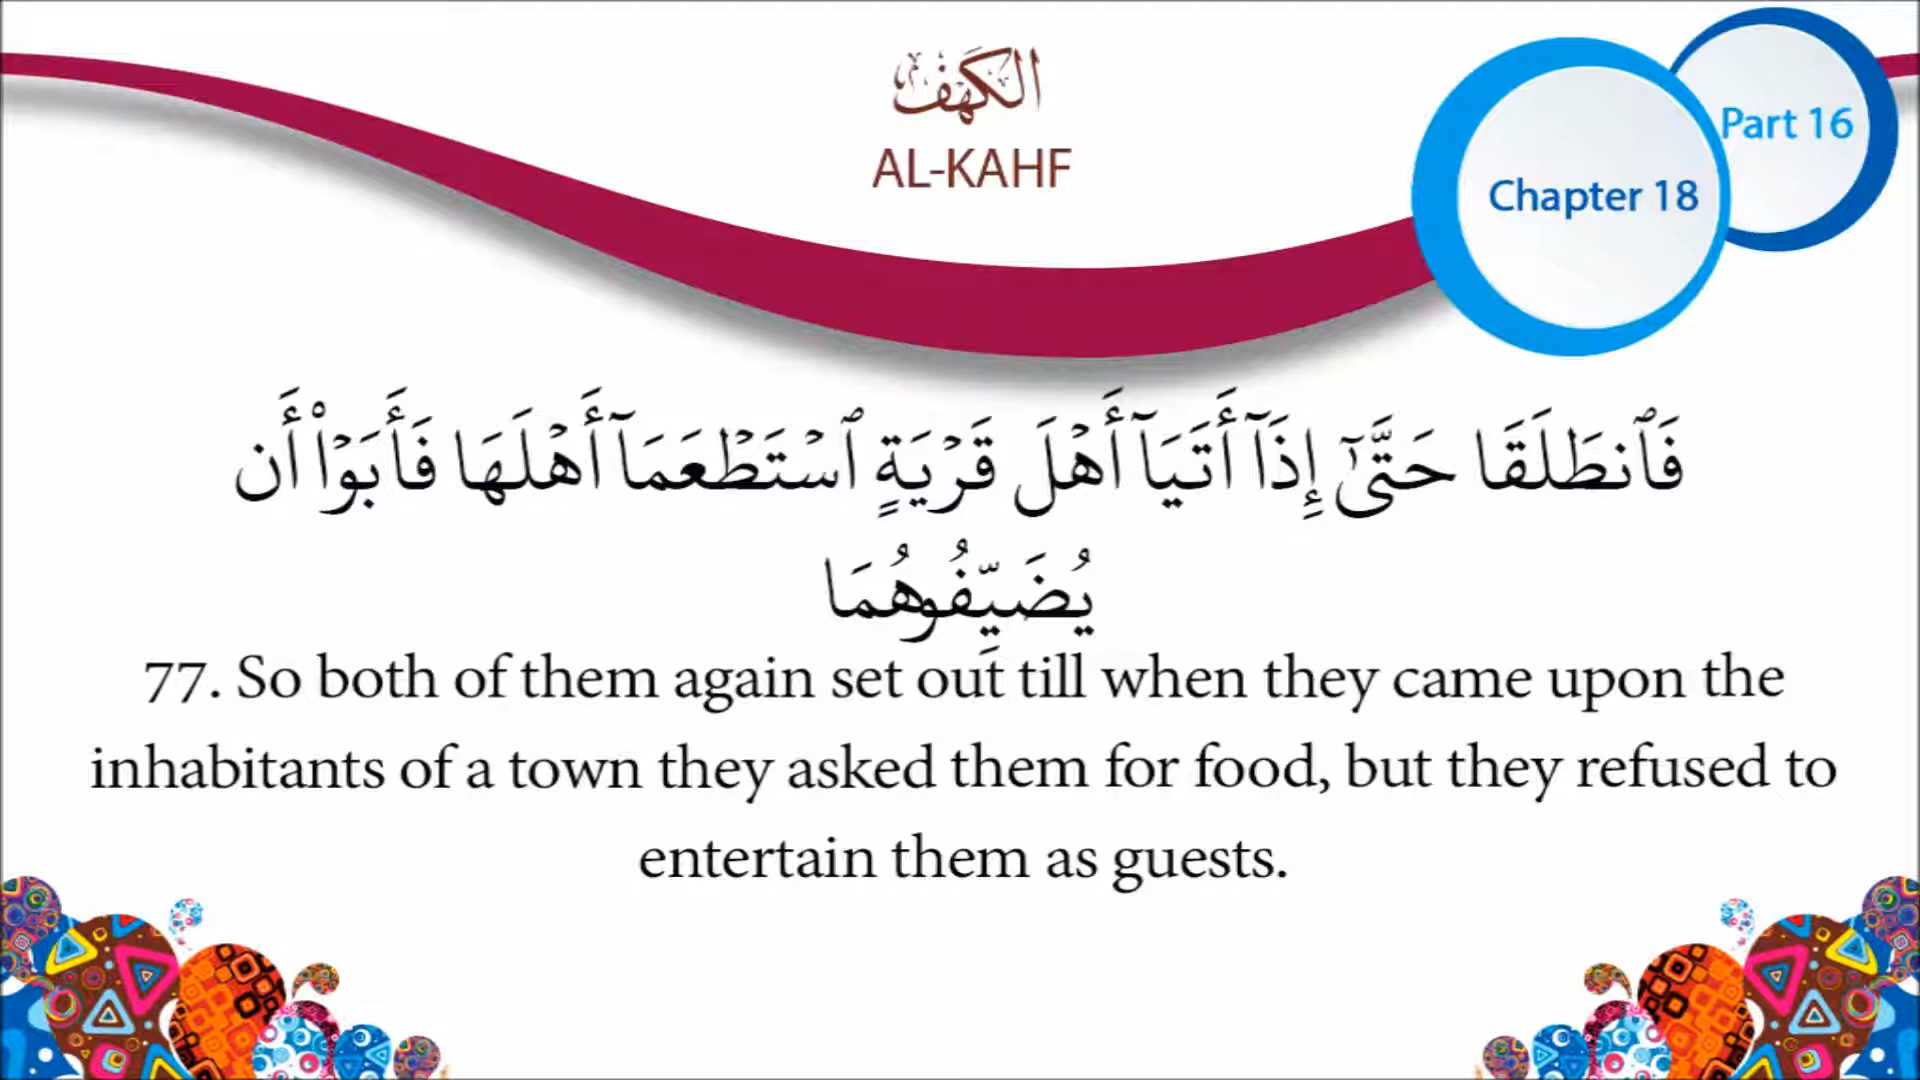 الكهف
AL-KAHF
Part 16
Chapter 18
فَٱنطَلَقَا حَتَّىٰٓ إِذَآ أَتَيَآ أَهْلَ قَرْيَةٍ ٱسْتَطْعَمَآ أَهْلَهَا فَأَبَوْا۟ أَن
يُضَيِّفُوهُمَا
77. So both of them again set out till when they came upon the
inhabitants of a town they asked them for food, but they refused to
entertain them as guests.